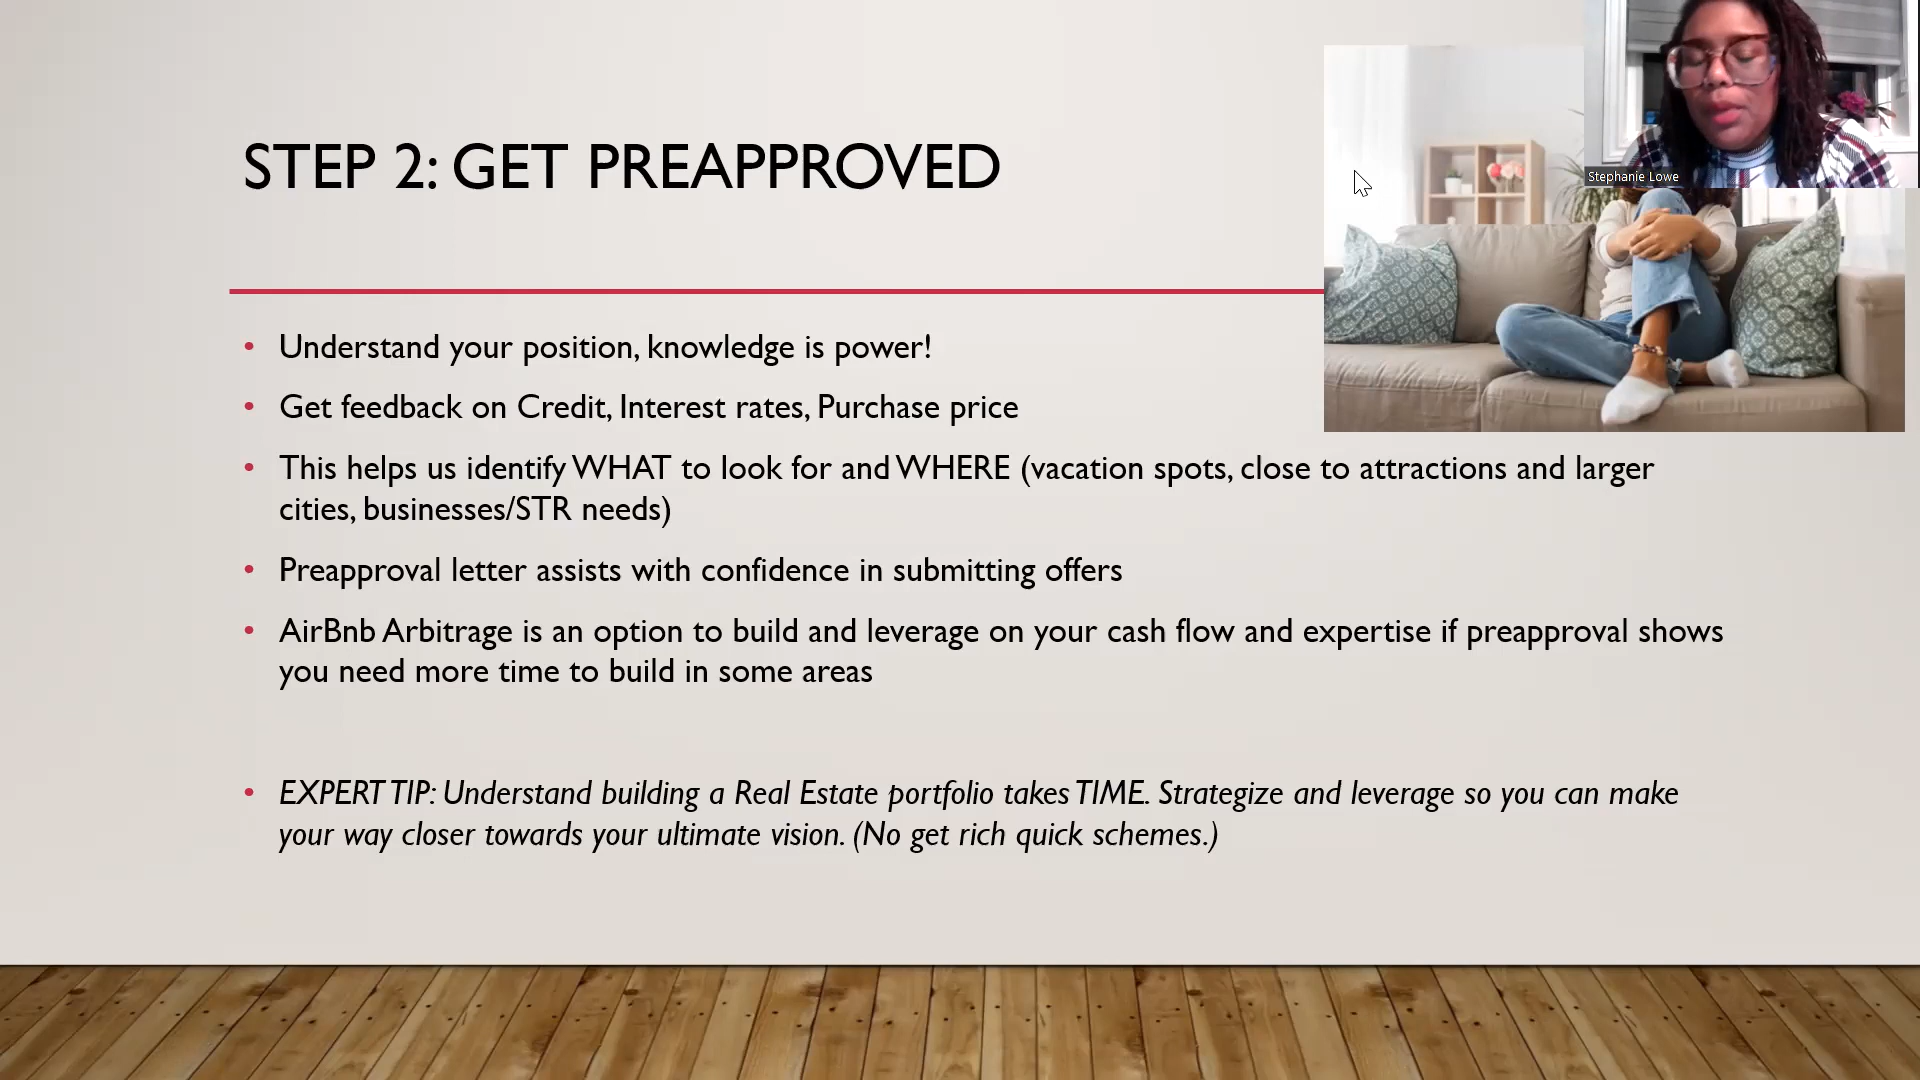 Stephanie Lowe
STEP 2: GET PREAPPROVED
• Understand your position, knowledge is power!
• Get feedback on Credit, Interest rates, Purchase price
• This helps us identify WHAT to look for and WHERE (vacation spots, close to attractions and larger
cities, businesses/STR needs)
• Preapproval letter assists with confidence in submitting offers
• AirBnb Arbitrage is an option to build and leverage on your cash flow and expertise if preapproval shows
you need more time to build in some areas
• EXPERT TIP: Understand building a Real Estate portfolio takes TIME. Strategize and leverage so you can make
your way closer towards your ultimate vision. (No get rich quick schemes.)